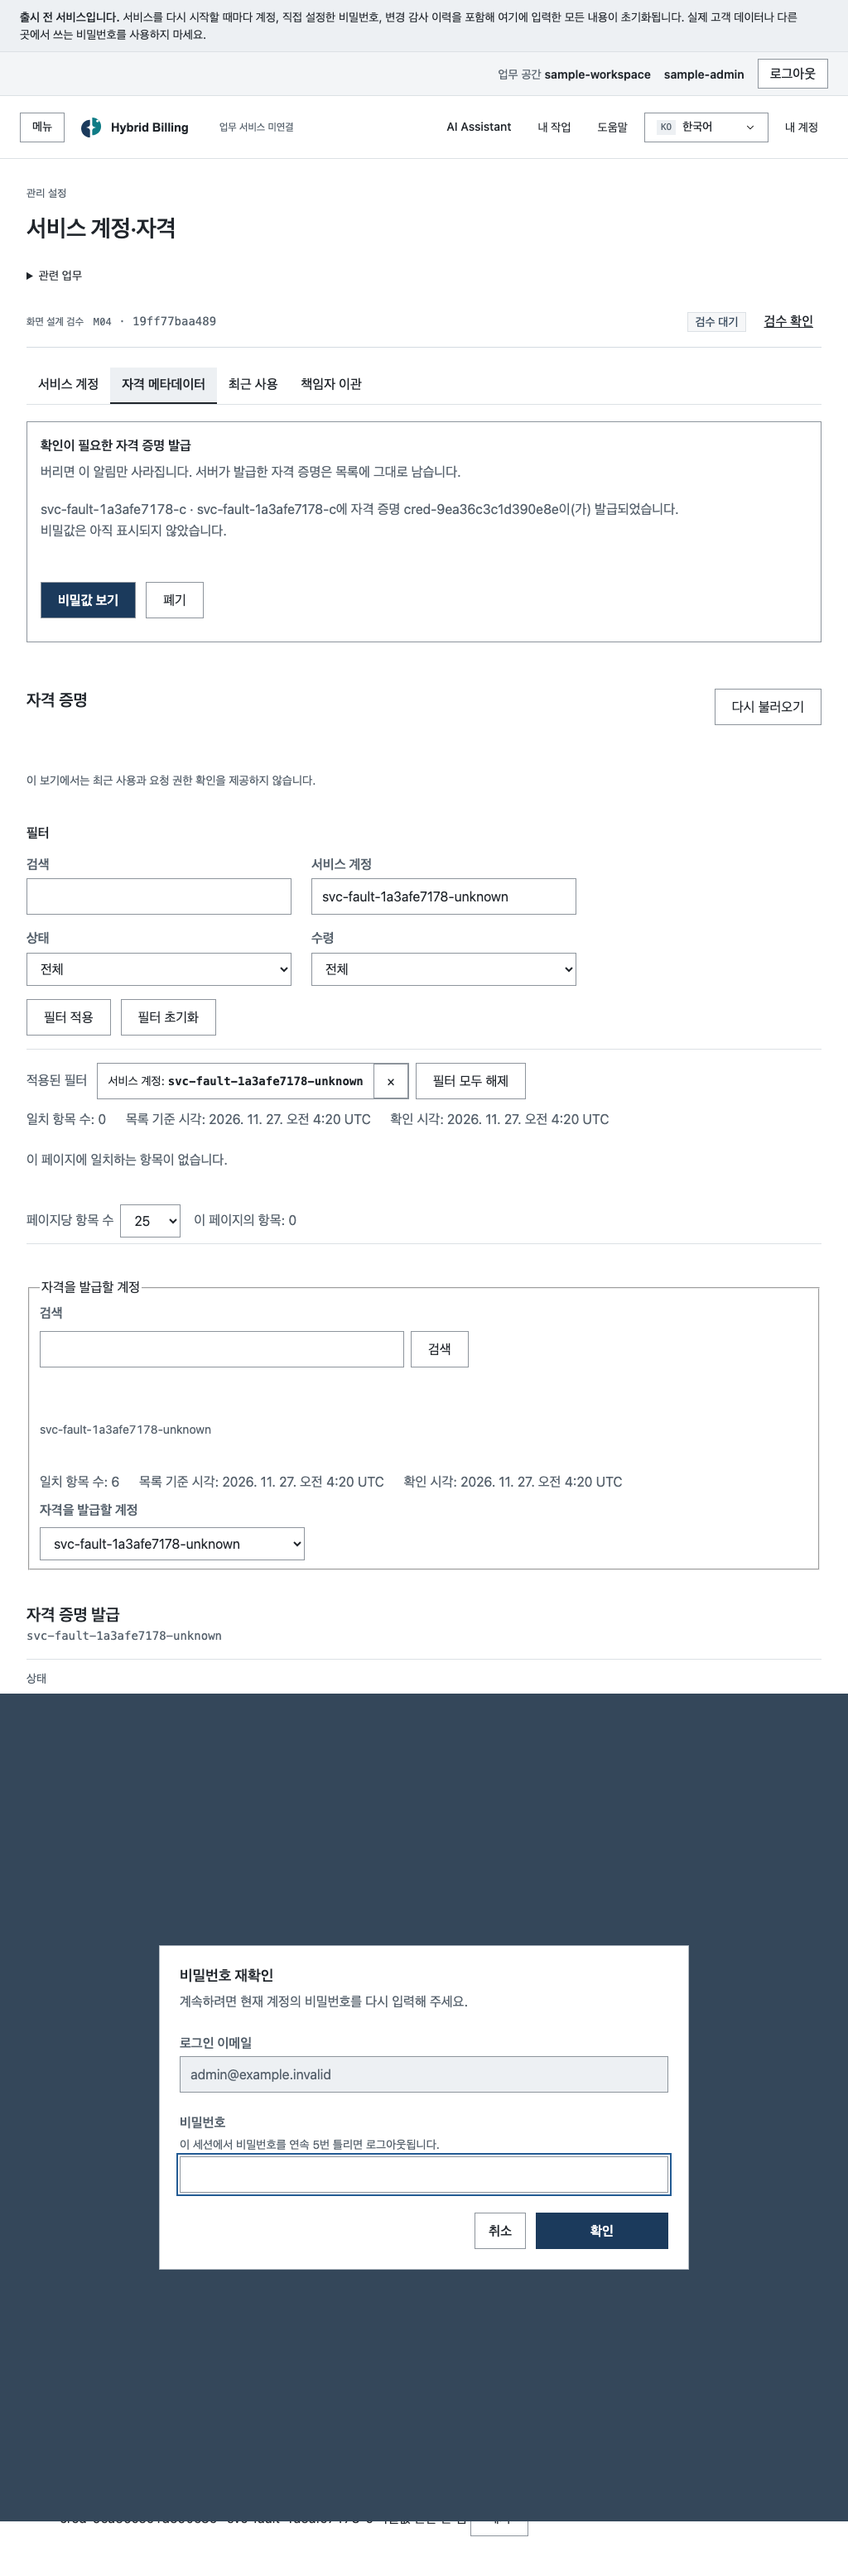 출시 전 서비스입니다. 서비스를 다시 시작할 때마다 계정, 직접 설정한 비밀번호, 변경 감사 이력을 포함해 여기에 입력한 모든 내용이 초기화됩니다. 실제 고객 데이터나 다른
곳에서 쓰는 비밀번호를 사용하지 마세요.
업무 공간 sample-workspace sample-admin 로그아웃
메뉴 Hybrid Billing 업무 서비스 미연결 AI Assistant 내 작업 도움말 KO 한국어 내 계정
관리 설정
서비스 계정·자격
▶ 관련 업무
화면 설계 검수 M04 · 19ff77baa489 검수 대기 검수 확인
서비스 계정 자격 메타데이터 최근 사용 책임자 이관
확인이 필요한 자격 증명 발급
버리면 이 알림만 사라집니다. 서버가 발급한 자격 증명은 목록에 그대로 남습니다.
svc-fault-1a3afe7178-c · svc-fault-1a3afe7178-c에 자격 증명 cred-9ea36c3c1d390e8e이(가) 발급되었습니다.
비밀값은 아직 표시되지 않았습니다.
비밀값 보기 폐기
자격 증명 다시 불러오기
이 보기에서는 최근 사용과 요청 권한 확인을 제공하지 않습니다.
필터
검색 서비스 계정
svc-fault-1a3afe7178-unknown
상태 수령
전체 전체
필터 적용 필터 초기화
적용된 필터 서비스 계정: svc-fault-1a3afe7178-unknown × 필터 모두 해제
일치 항목 수: 0 목록 기준 시각: 2026. 11. 27. 오전 4:20 UTC 확인 시각: 2026. 11. 27. 오전 4:20 UTC
이 페이지에 일치하는 항목이 없습니다.
페이지당 항목 수 25 이 페이지의 항목: 0
자격을 발급할 계정
검색
검색
svc-fault-1a3afe7178-unknown
일치 항목 수: 6 목록 기준 시각: 2026. 11. 27. 오전 4:20 UTC 확인 시각: 2026. 11. 27. 오전 4:20 UTC
자격을 발급할 계정
svc-fault-1a3afe7178-unknown
자격 증명 발급
svc-fault-1a3afe7178-unknown
상태
비밀번호 재확인
계속하려면 현재 계정의 비밀번호를 다시 입력해 주세요.
로그인 이메일
admin@example.invalid
비밀번호
이 세션에서 비밀번호를 연속 5번 틀리면 로그아웃됩니다.
취소 확인